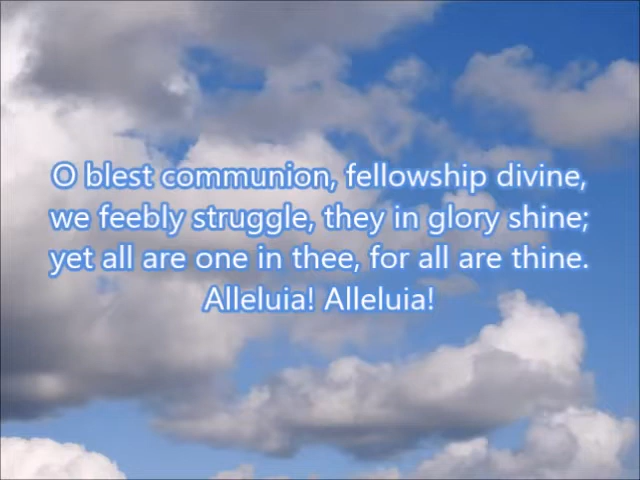 O blest communion, fellowship divine,
we feebly struggle, they in glory shine;
yet all are one in thee, for all are thine.
Alleluia! Alleluia!